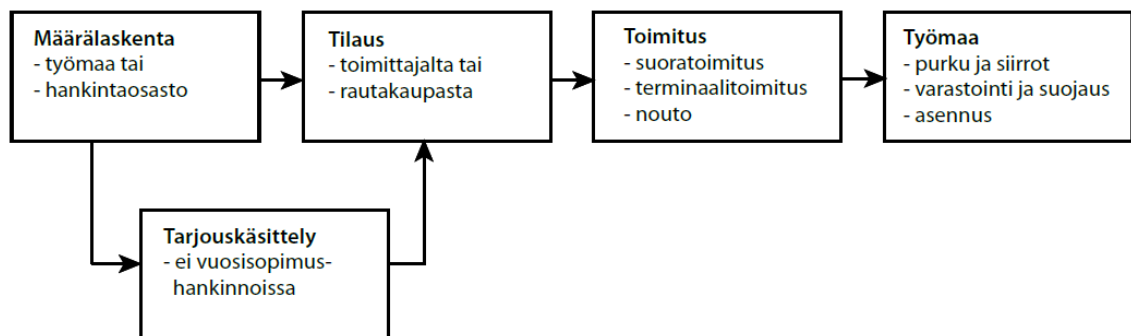 Määrälaskenta
- työmaa tai
- hankintaosasto
Tilaus
- toimittajalta tai
- rautakaupasta
Toimitus
- suoratoimitus
- terminaalitoimitus
- nouto
Työmaa
- purku ja siirrot
- varastointi ja suojaus
- asennus
Tarjouskäsittely
- ei vuosisopimus-
hankinnoissa